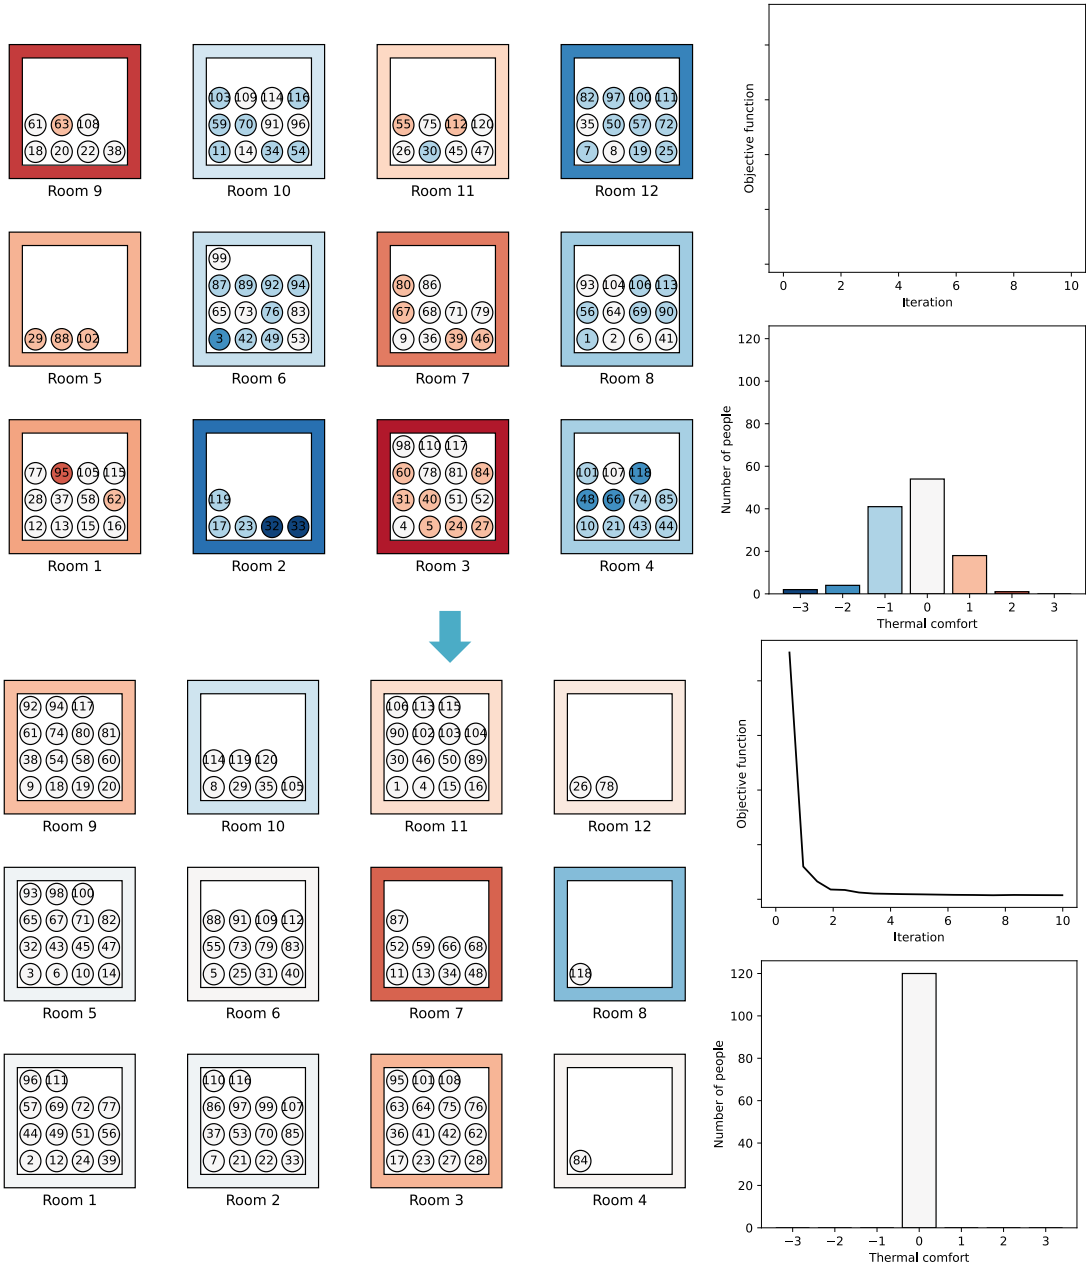 103 109 114 116
82 97 100 111
61 63 108
59 70 91 96
55 75 112 120
35 50 57 72
18 20 22 38
11 14 34 54
26 30 45 47
7 8 19 25
Room 9
Room 10
Room 11
Room 12
99
87 89 92 94
80 86
93 104 106 113
65 73 76 83
67 68 71 79
56 64 69 90
29 88 102
3 42 49 53
9 36 39 46
1 2 6 41
Room 5
Room 6
Room 7
Room 8
98 110 117
77 95 105 115
60 78 81 84
101 107 118
28 37 58 62
119
31 40 51 52
48 66 74 85
12 13 15 16
17 23 32 33
4 5 24 27
10 21 43 44
Room 1
Room 2
Room 3
Room 4
Objective function
0 2 4 6 8 10
Iteration
120
100
80
60
40
20
0
Number of people
−3 −2 −1 0 1 2 3
Thermal comfort
92 94 117
106 113 115
61 74 80 81
90 102 103 104
38 54 58 60
114 119 120
30 46 50 89
9 18 19 20
8 29 35 105
1 4 15 16
26 78
Room 9
Room 10
Room 11
Room 12
93 98 100
65 67 71 82
88 91 109 112
87
32 43 45 47
55 73 79 83
52 59 66 68
3 6 10 14
5 25 31 40
11 13 34 48
118
Room 5
Room 6
Room 7
Room 8
96 111
110 116
95 101 108
57 69 72 77
86 97 99 107
63 64 75 76
44 49 51 56
37 53 70 85
36 41 42 62
2 12 24 39
7 21 22 33
17 23 27 28
84
Room 1
Room 2
Room 3
Room 4
Objective function
0 2 4 6 8 10
Iteration
120
100
80
60
40
20
0
Number of people
−3 −2 −1 0 1 2 3
Thermal comfort